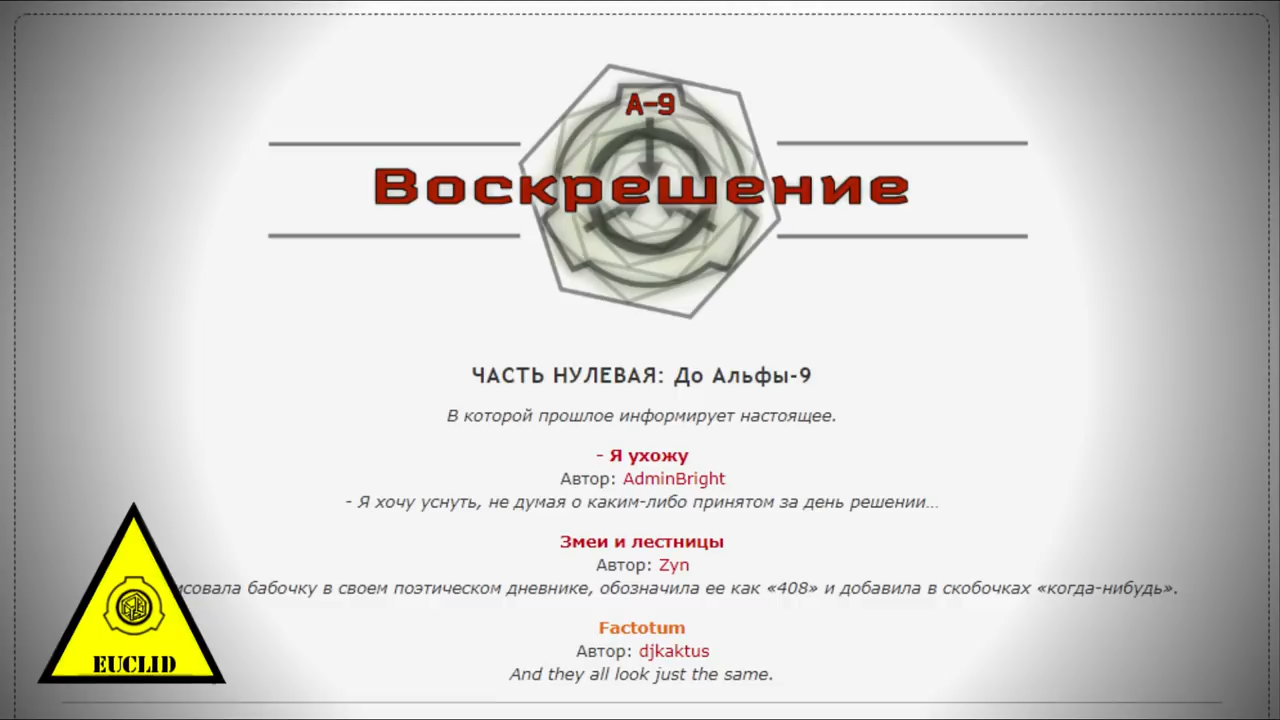 A-9
Воскрешение
ЧАСТЬ НУЛЕВАЯ: До Альфы-9
В которой прошлое информирует настоящее.
- Я ухожу
Автор: AdminBright
- Я хочу уснуть, не думая о каким-либо принятом за день решении...
Змеи и лестницы
Автор: Zyn
бабочку в своем поэтическом дневнике, обозначила ее как «408» и добавила в скобочках «когда-нибудь».
Factotum
Автор: djkaktus
And they all look just the same.
EUCLID